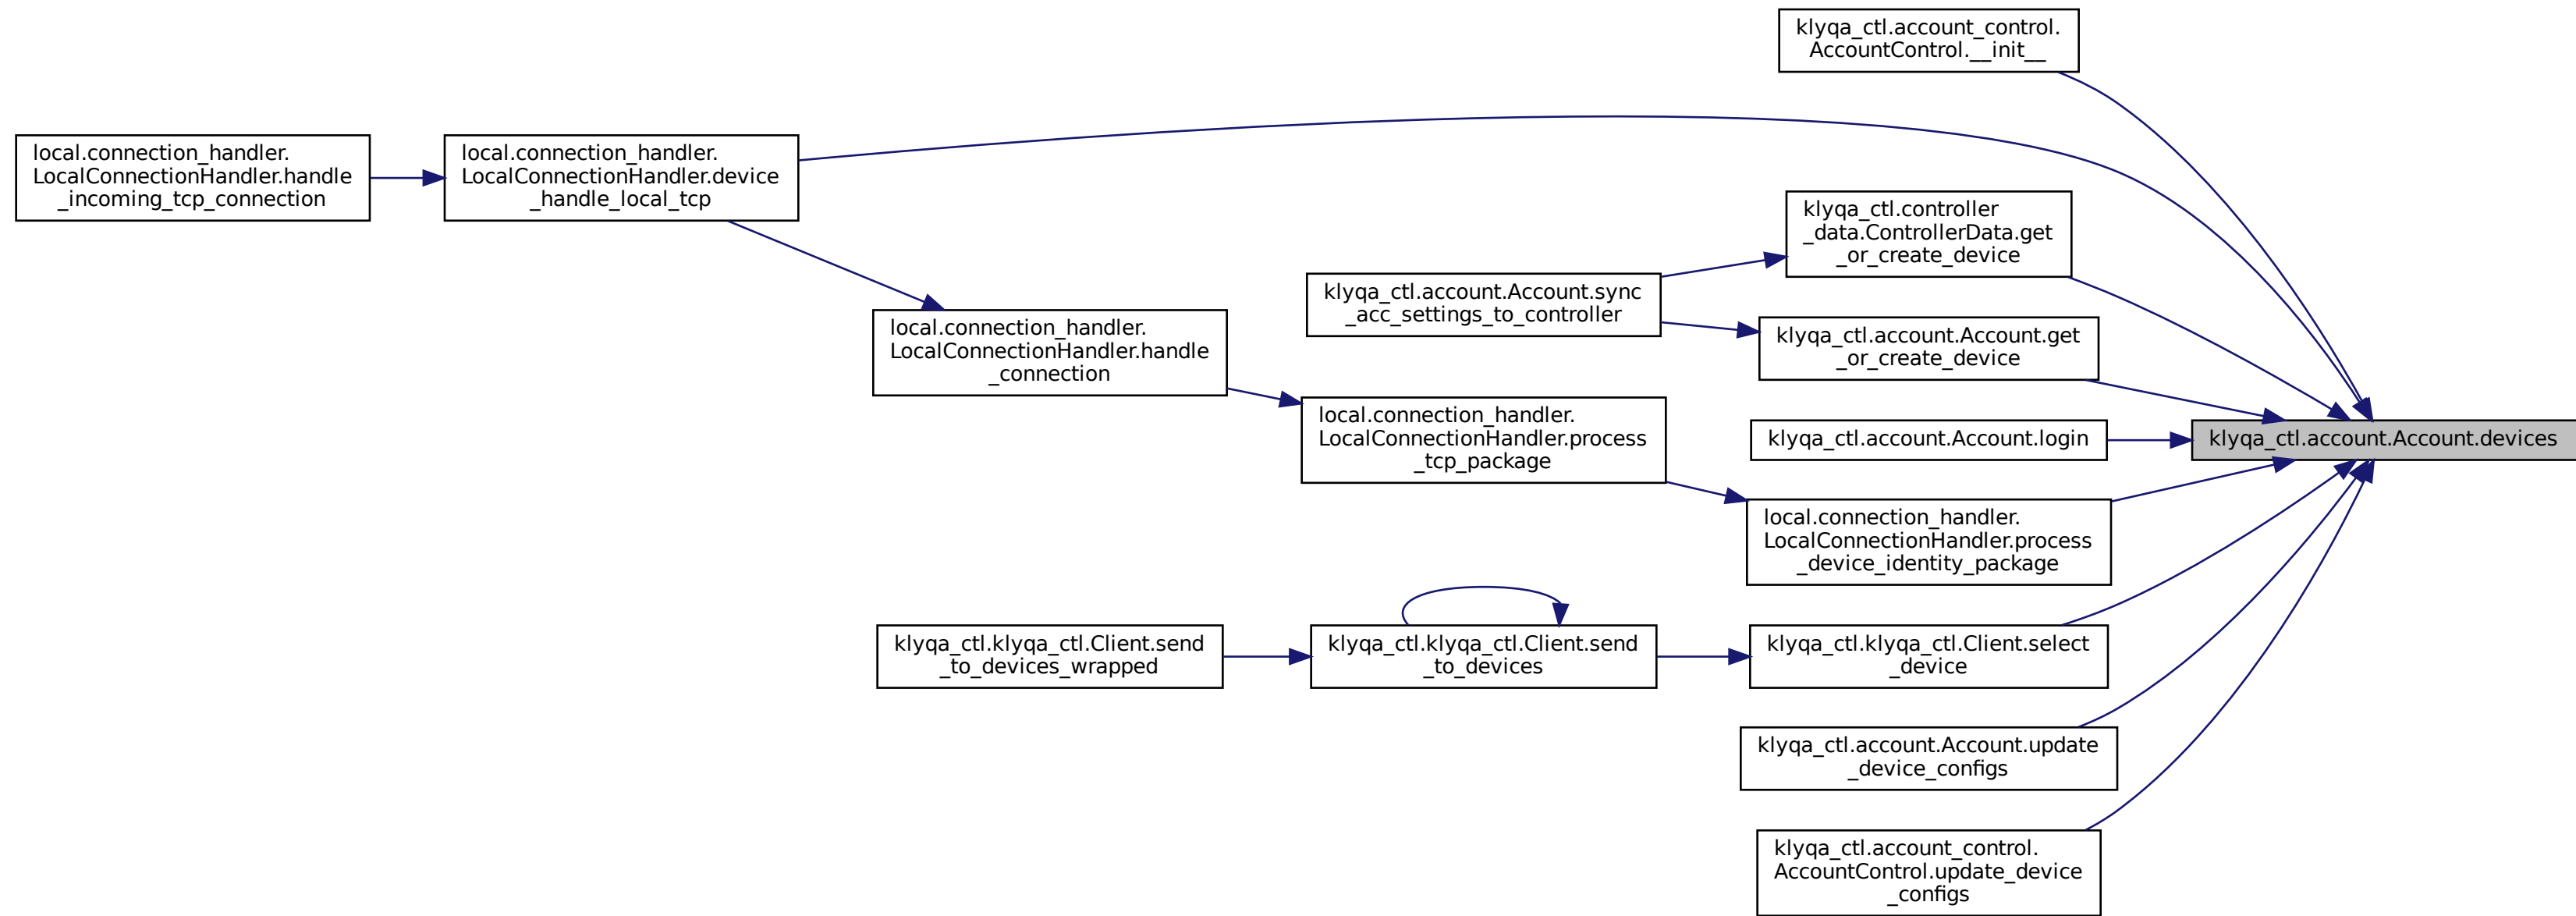 klyqa_ctl.account_control.
AccountControl.__init__
local.connection_handler.
LocalConnectionHandler.handle
_incoming_tcp_connection
local.connection_handler.
LocalConnectionHandler.device
_handle_local_tcp
klyqa_ctl.controller
_data.ControllerData.get
_or_create_device
klyqa_ctl.account.Account.sync
_acc_settings_to_controller
local.connection_handler.
LocalConnectionHandler.handle
_connection
klyqa_ctl.account.Account.get
_or_create_device
local.connection_handler.
LocalConnectionHandler.process
_tcp_package
klyqa_ctl.account.Account.login
klyqa_ctl.account.Account.devices
local.connection_handler.
LocalConnectionHandler.process
_device_identity_package
klyqa_ctl.klyqa_ctl.Client.send
_to_devices_wrapped
klyqa_ctl.klyqa_ctl.Client.send
_to_devices
klyqa_ctl.klyqa_ctl.Client.select
_device
klyqa_ctl.account.Account.update
_device_configs
klyqa_ctl.account_control.
AccountControl.update_device
_configs